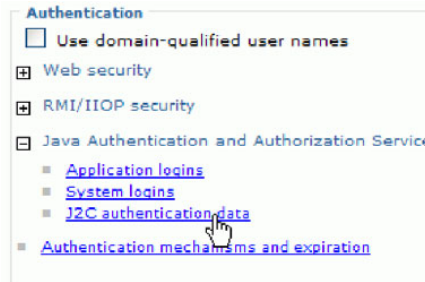 Authentication
Use domain-qualified user names
Web security
RMI/IIOP security
Java Authentication and Authorization Service
Application logins
System logins
J2C authentication data
Authentication mechanisms and expiration